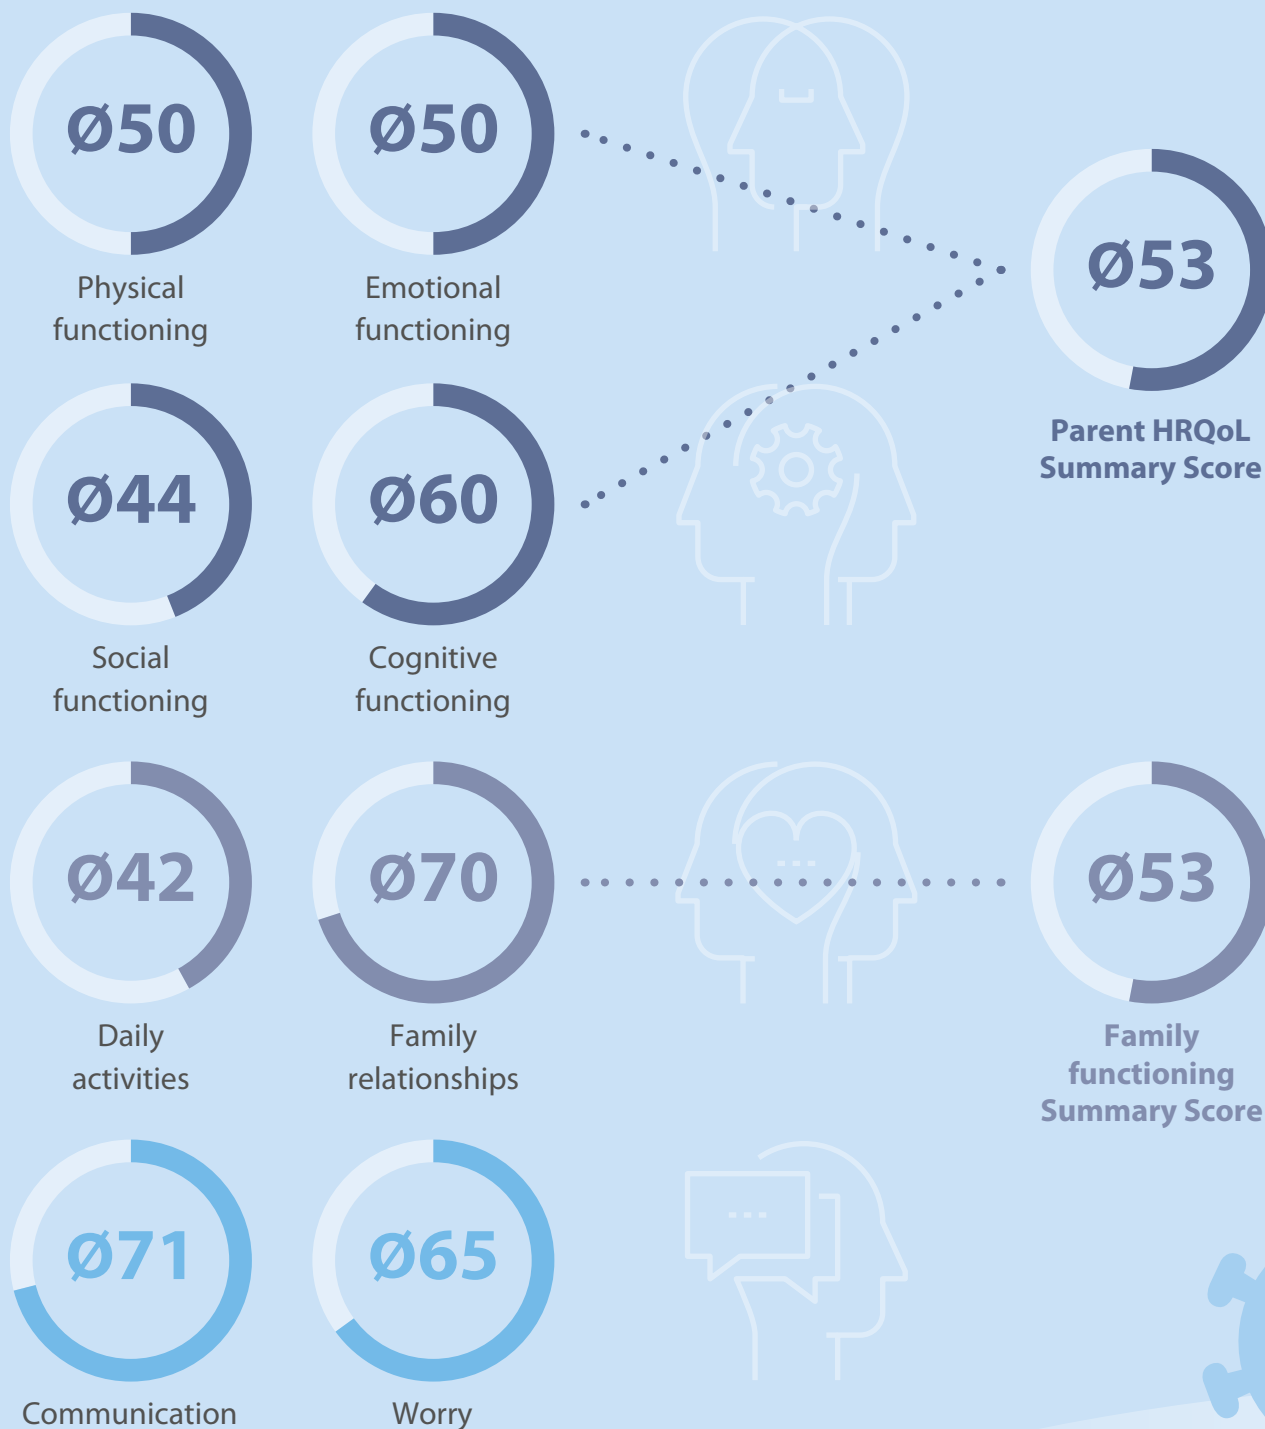 Ø50
Physical
functioning
Ø50
Emotional
functioning
Ø53
Parent HRQoL
Summary Score
Ø44
Social
functioning
Ø60
Cognitive
functioning
Ø42
Daily
activities
Ø70
Family
relationships
Ø53
Family
functioning
Summary Score
Ø71
Communication
Ø65
Worry